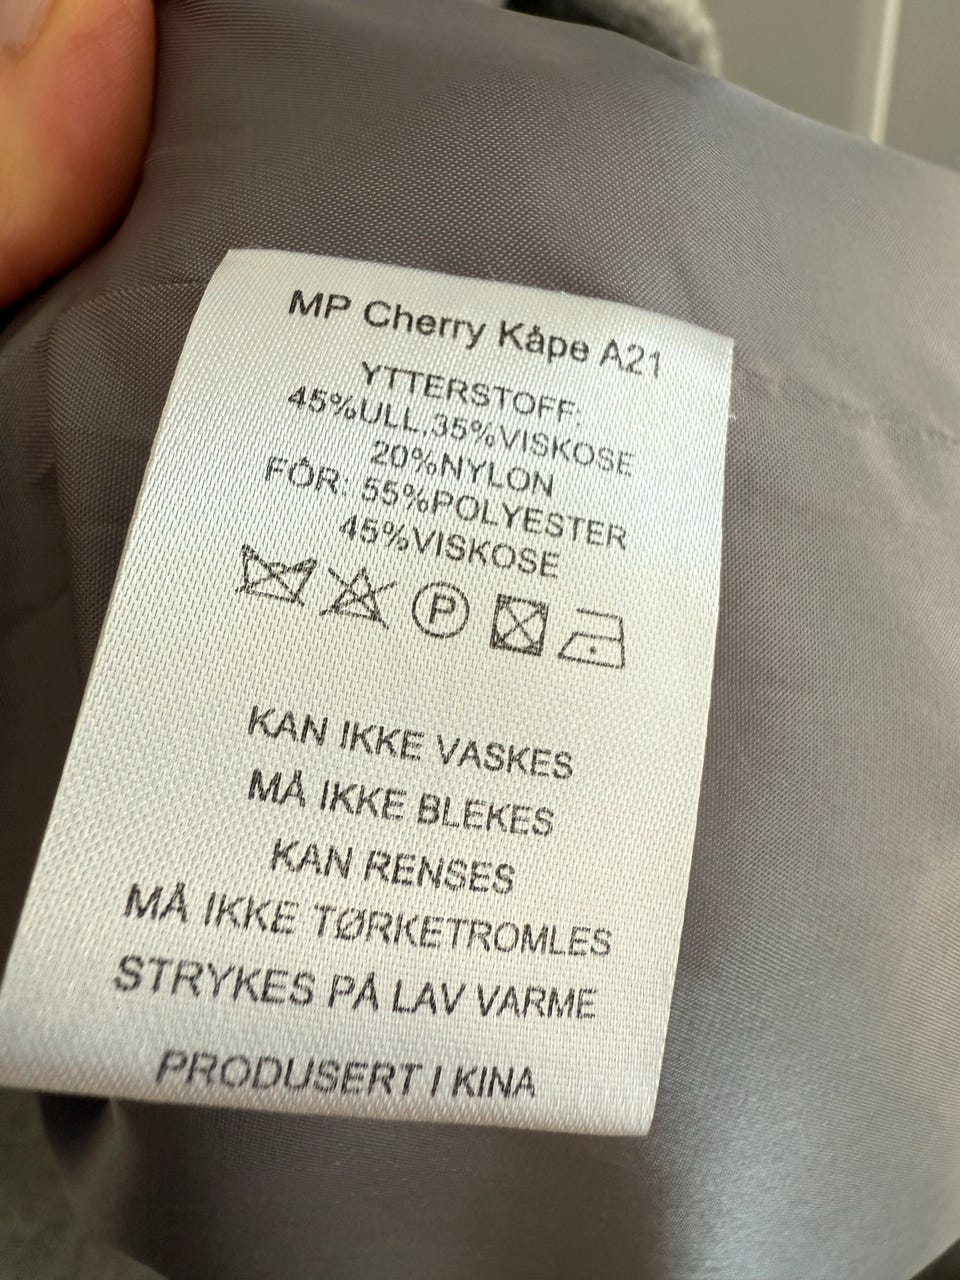 MP Cherry Kåpe A21
YTTERSTOFF:
45%ULL,35%VISKOSE
20%NYLON
FÔR: 55%POLYESTER
45%VISKOSE
P
KAN IKKE VASKES
MÅ IKKE BLEKES
KAN RENSES
MÅ IKKE TØRKETROMLES
STRYKES PÅ LAV VARME
PRODUSERT I KINA